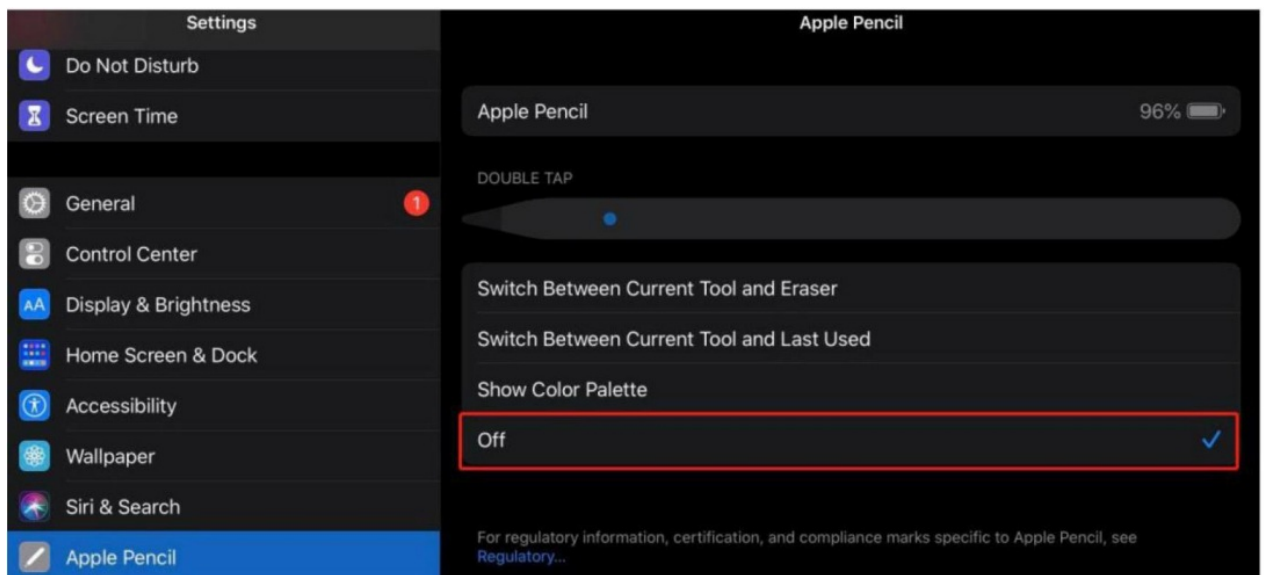 Settings
Do Not Disturb
Screen Time
General
1
Control Center
AA
Display & Brightness
Home Screen & Dock
Accessibility
Wallpaper
Siri & Search
Apple Pencil
Apple Pencil
Apple Pencil
96%
DOUBLE TAP
Switch Between Current Tool and Eraser
Switch Between Current Tool and Last Used
Show Color Palette
Off
For regulatory information, certification, and compliance marks specific to Apple Pencil, see
Regulatory...